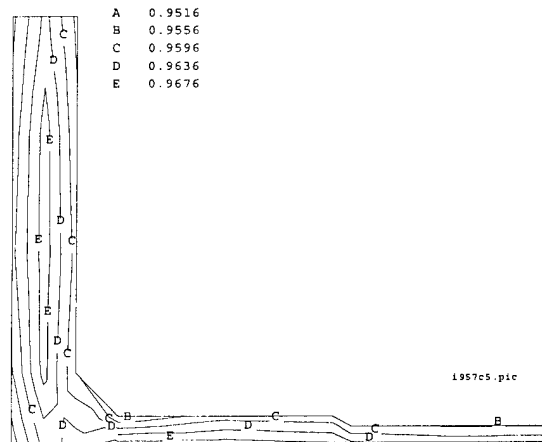 A 0.9516
B 0.9556
C 0.9596
D 0.9636
E 0.9676
C
D
E
D
E C
E
D
C
i957c5.pic
C
C B C B
D D D C
E D